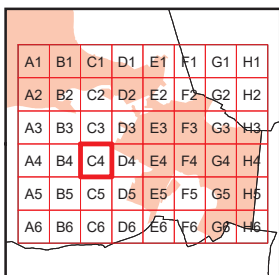 A1 B1 C1 D1 E1 F1 G1 H1
A2 B2 C2 D2 E2 F2 G2 H2
A3 B3 C3 D3 E3 F3 G3 H3
A4 B4 C4 D4 E4 F4 G4 H4
A5 B5 C5 D5 E5 F5 G5 H5
A6 B6 C6 D6 E6 F6 G6 H6